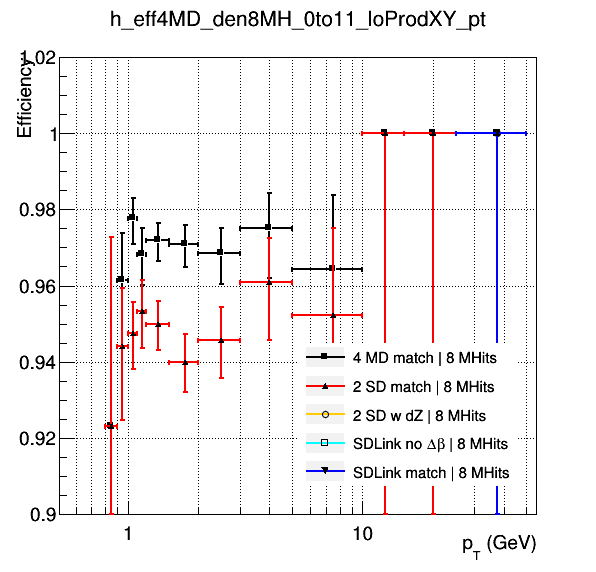 h_eff4MD_den8MH_0to11_loProdXY_pt
Efficiency
1.02
1
0.98
0.96
0.94
0.92
0.9
4 MD match | 8 MHits
2 SD match | 8 MHits
2 SD w dZ | 8 MHits
SDLink no Δβ | 8 MHits
SDLink match | 8 MHits
1 10
p_T (GeV)